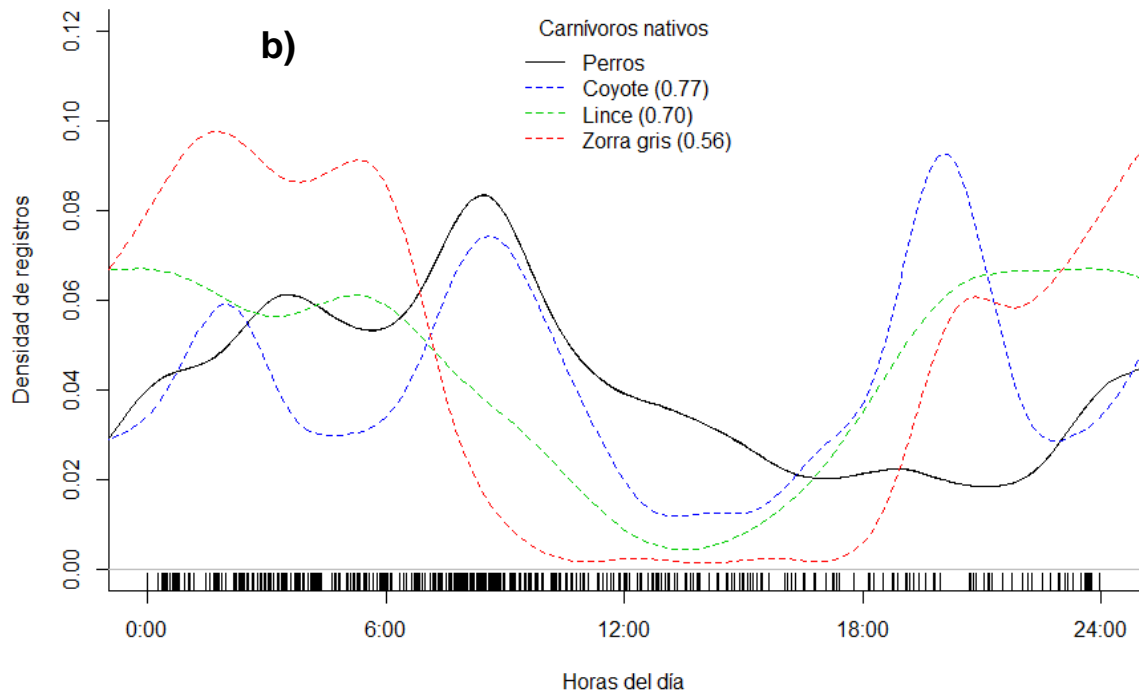 b)
Carnívoros nativos
Perros
Coyote (0.77)
Lince (0.70)
Zorra gris (0.56)
Densidad de registros
0.12
0.10
0.08
0.06
0.04
0.02
0.00
0:00 6:00 12:00 18:00 24:00
Horas del día